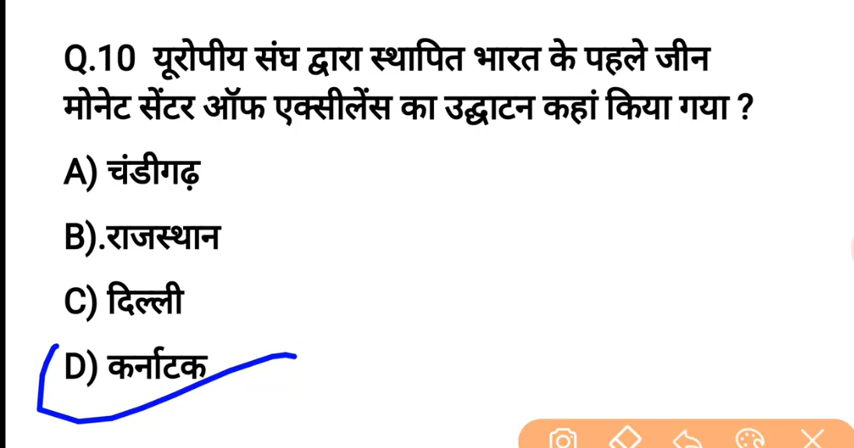 Q.10 यूरोपीय संघ द्वारा स्थापित भारत के पहले जीन
मोनेट सेंटर ऑफ एक्सीलेंस का उद्घाटन कहां किया गया ?
A) चंडीगढ़
B).राजस्थान
C) दिल्ली
D) कर्नाटक